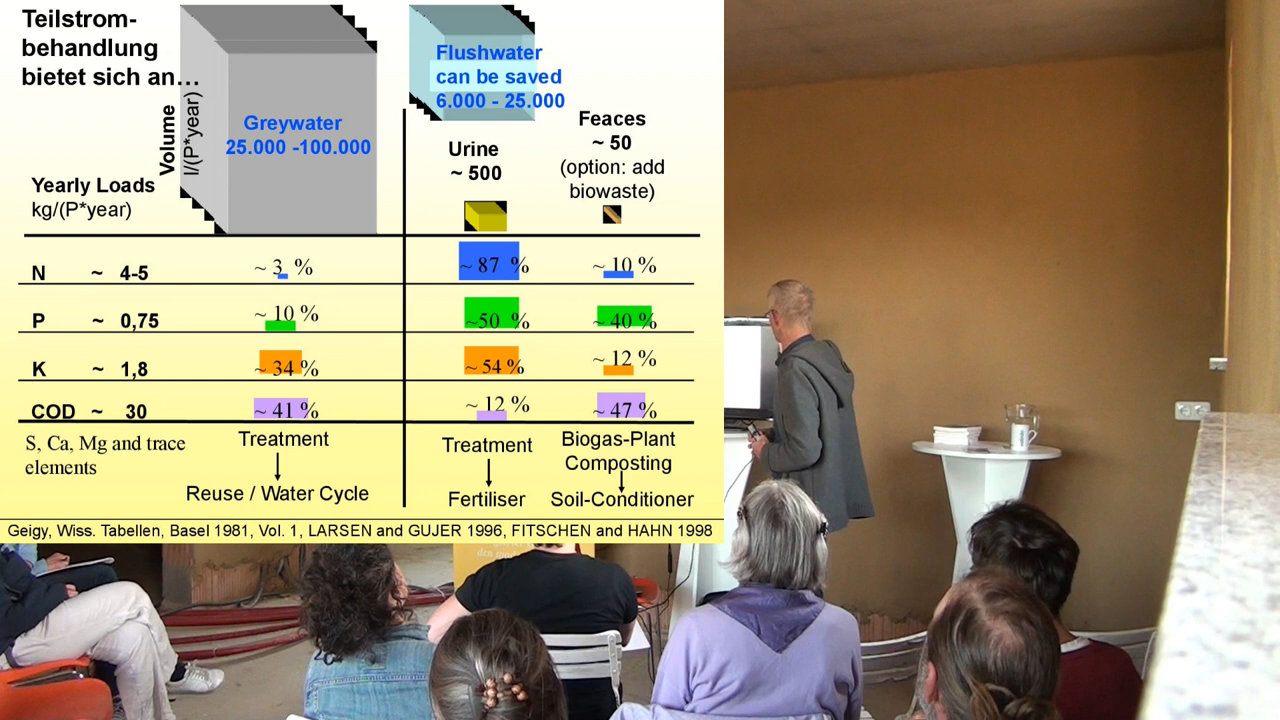 Teilstrom-
behandlung
bietet sich an…
Volume
l/(P*year)
Greywater
25.000 -100.000
Flushwater
can be saved
6.000 - 25.000
Urine
~ 500
Feaces
~ 50
(option: add
biowaste)
Yearly Loads
kg/(P*year)
N ~ 4-5 ~ 3 % ~ 87 % ~ 10 %
P ~ 0,75 ~ 10 % ~50 % ~ 40 %
K ~ 1,8 ~ 34 % ~ 54 % ~ 12 %
COD ~ 30 ~ 41 % ~ 12 % ~ 47 %
S, Ca, Mg and trace
elements
Treatment
Reuse / Water Cycle
Treatment
Fertiliser
Biogas-Plant
Composting
Soil-Conditioner
Geigy, Wiss. Tabellen, Basel 1981, Vol. 1, LARSEN and GUJER 1996, FITSCHEN and HAHN 1998